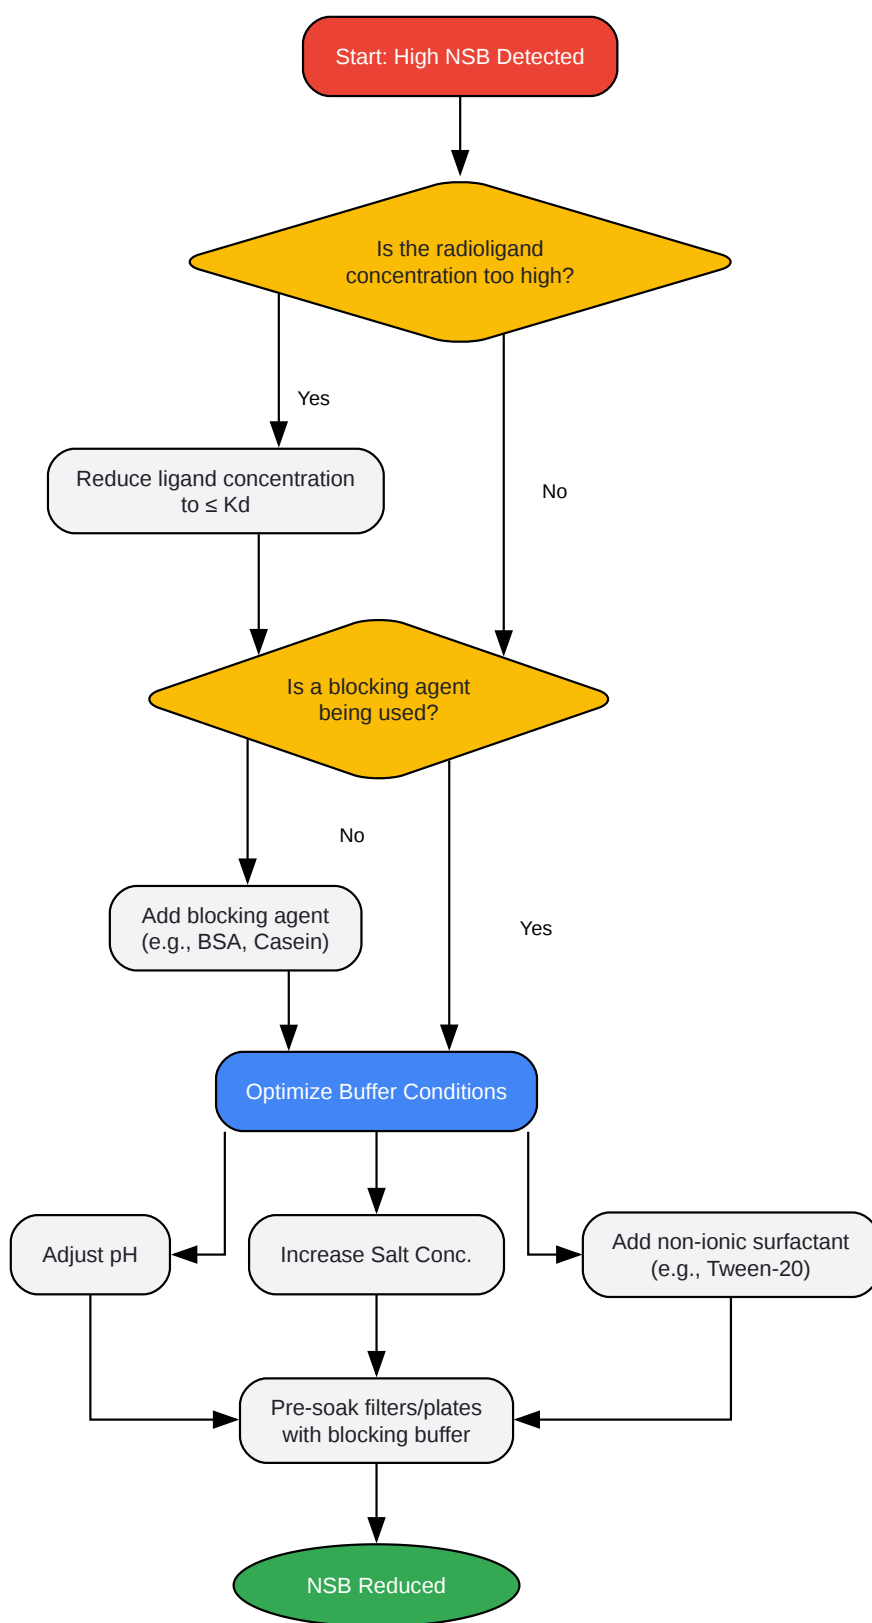 Start: High NSB Detected
Is the radioligand
concentration too high?
Yes
Reduce ligand concentration
to ≤ Kd
No
Is a blocking agent
being used?
No
Add blocking agent
(e.g., BSA, Casein)
Yes
Optimize Buffer Conditions
Adjust pH
Increase Salt Conc.
Add non-ionic surfactant
(e.g., Tween-20)
Pre-soak filters/plates
with blocking buffer
NSB Reduced